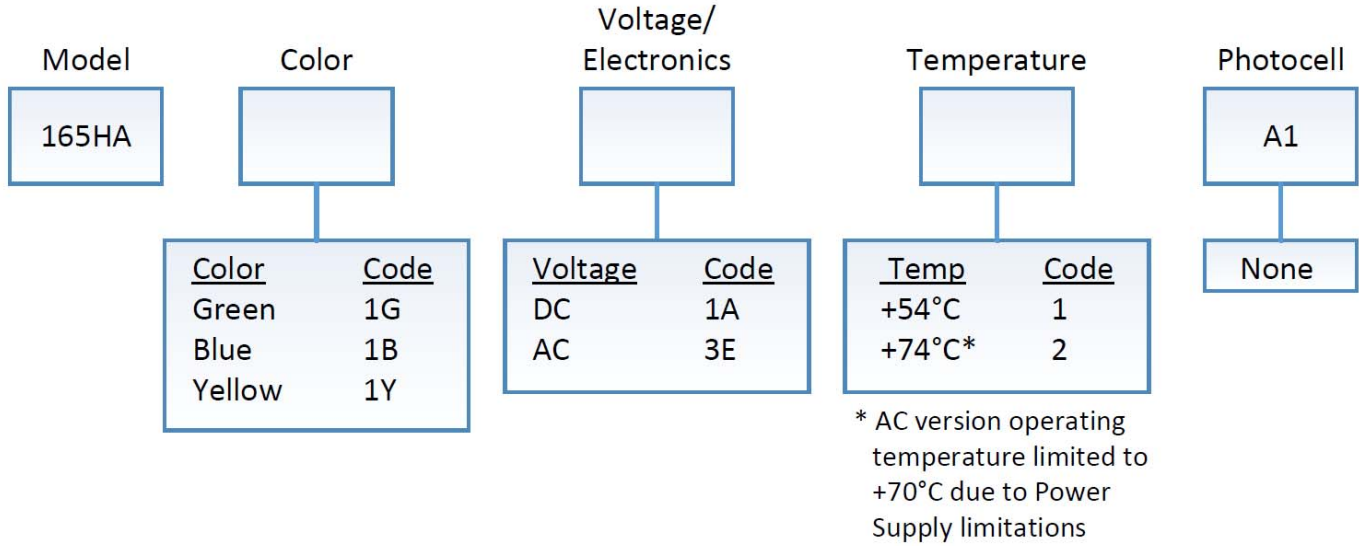 Model
Color
Voltage/
Electronics
Temperature
Photocell
165HA
A1
Color Code
Green 1G
Blue 1B
Yellow 1Y
Voltage Code
DC 1A
AC 3E
Temp Code
+54°C 1
+74°C* 2
None
* AC version operating
temperature limited to
+70°C due to Power
Supply limitations